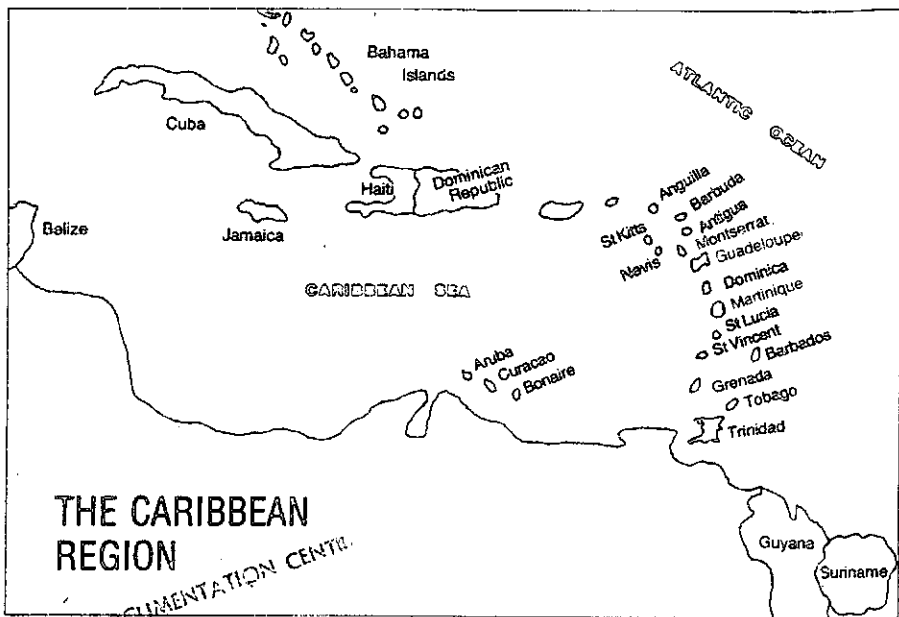 Bahama
Islands
ATLANTIC OCEAN
Cuba
Haiti
Dominican
Republic
Anguilla
Barbuda
Antigua
Montserrat
Guadeloupe
St Kitts
Nevis
Belize
Jamaica
CARIBBEAN SEA
Dominica
Martinique
St Lucia
St Vincent
Barbados
Aruba
Curacao
Bonaire
Grenada
Tobago
Trinidad
THE CARIBBEAN
REGION
Guyana
Suriname